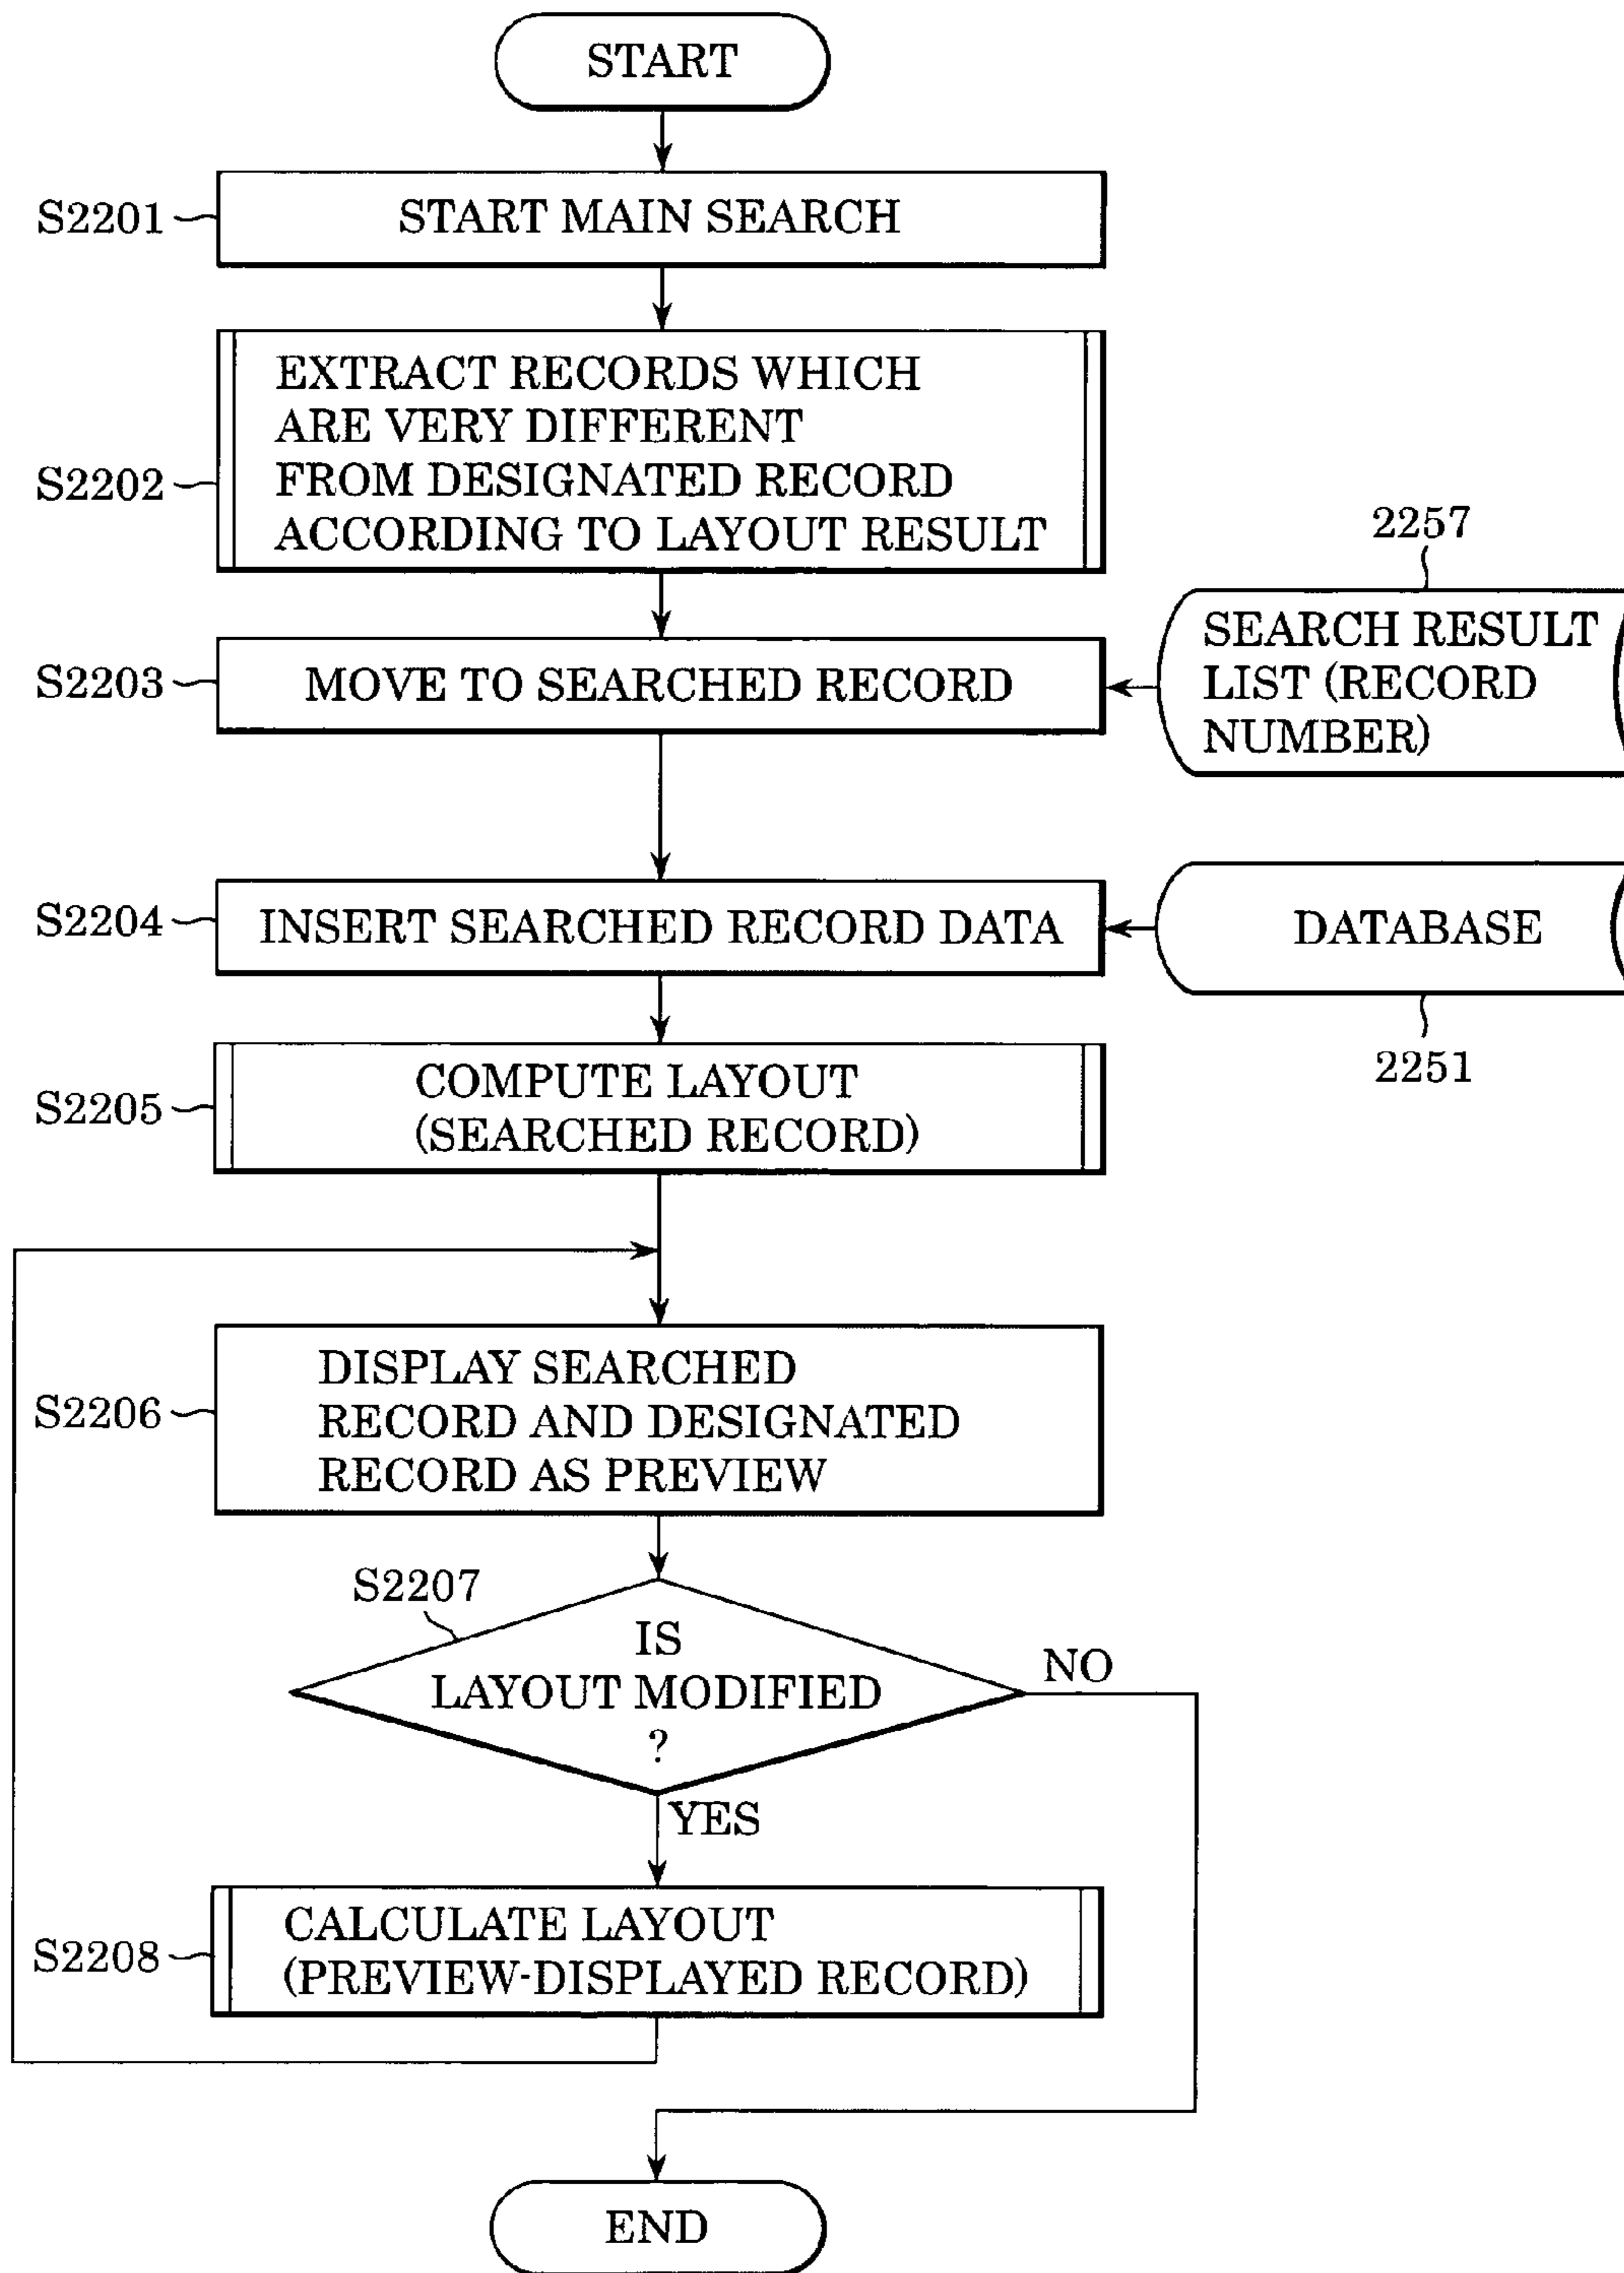 START
S2201
START MAIN SEARCH
S2202
EXTRACT RECORDS WHICH
ARE VERY DIFFERENT
FROM DESIGNATED RECORD
ACCORDING TO LAYOUT RESULT
S2203
MOVE TO SEARCHED RECORD
2257
SEARCH RESULT
LIST (RECORD
NUMBER)
S2204
INSERT SEARCHED RECORD DATA
DATABASE
2251
S2205
COMPUTE LAYOUT
(SEARCHED RECORD)
S2206
DISPLAY SEARCHED
RECORD AND DESIGNATED
RECORD AS PREVIEW
S2207
IS
LAYOUT MODIFIED
?
NO
YES
S2208
CALCULATE LAYOUT
(PREVIEW-DISPLAYED RECORD)
END